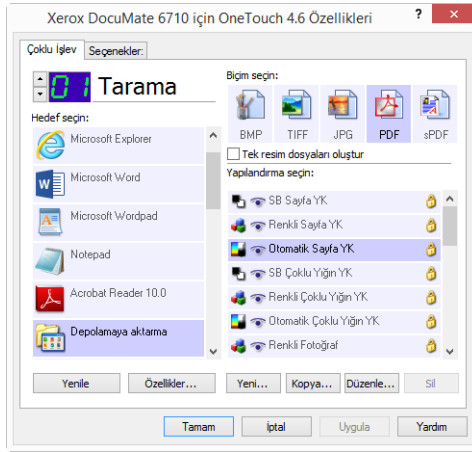 Xerox DocuMate 6710 için OneTouch 4.6 Özellikleri
Çoklu İşlev
Seçenekler:
01 Tarama
Hedef seçin:
Microsoft Explorer
Microsoft Word
Microsoft Wordpad
Notepad
Acrobat Reader 10.0
Depolamaya aktarma
Biçim seçin:
BMP TIFF JPG PDF sPDF
Tek resim dosyaları oluştur
Yapılandırma seçin:
SB Sayfa YK
Renkli Sayfa YK
Otomatik Sayfa YK
SB Çoklu Yığın YK
Renkli Çoklu Yığın YK
Otomatik Çoklu Yığın YK
Renkli Fotoğraf
Yenile Özellikler... Yeni... Kopya... Düzenle... Sil
Tamam İptal Uygula Yardım